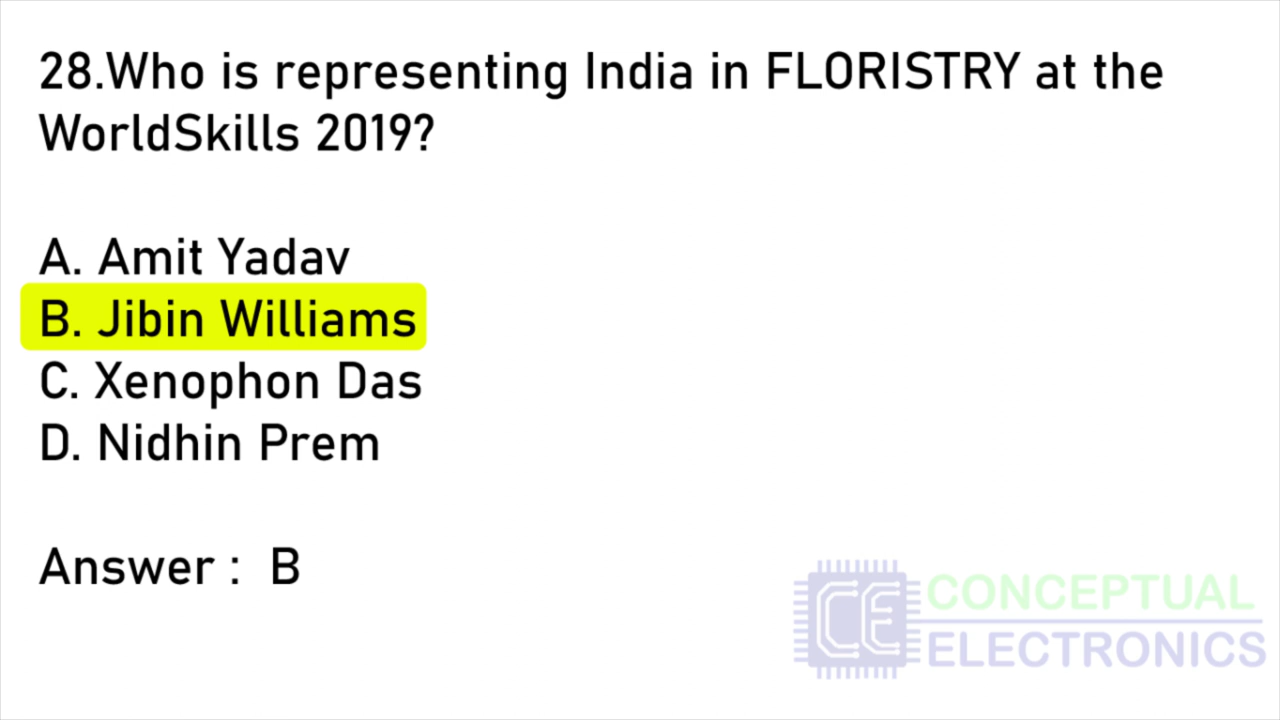 28.Who is representing India in FLORISTRY at the
WorldSkills 2019?
A. Amit Yadav
B. Jibin Williams
C. Xenophon Das
D. Nidhin Prem
Answer : B
CE
CONCEPTUAL
ELECTRONICS